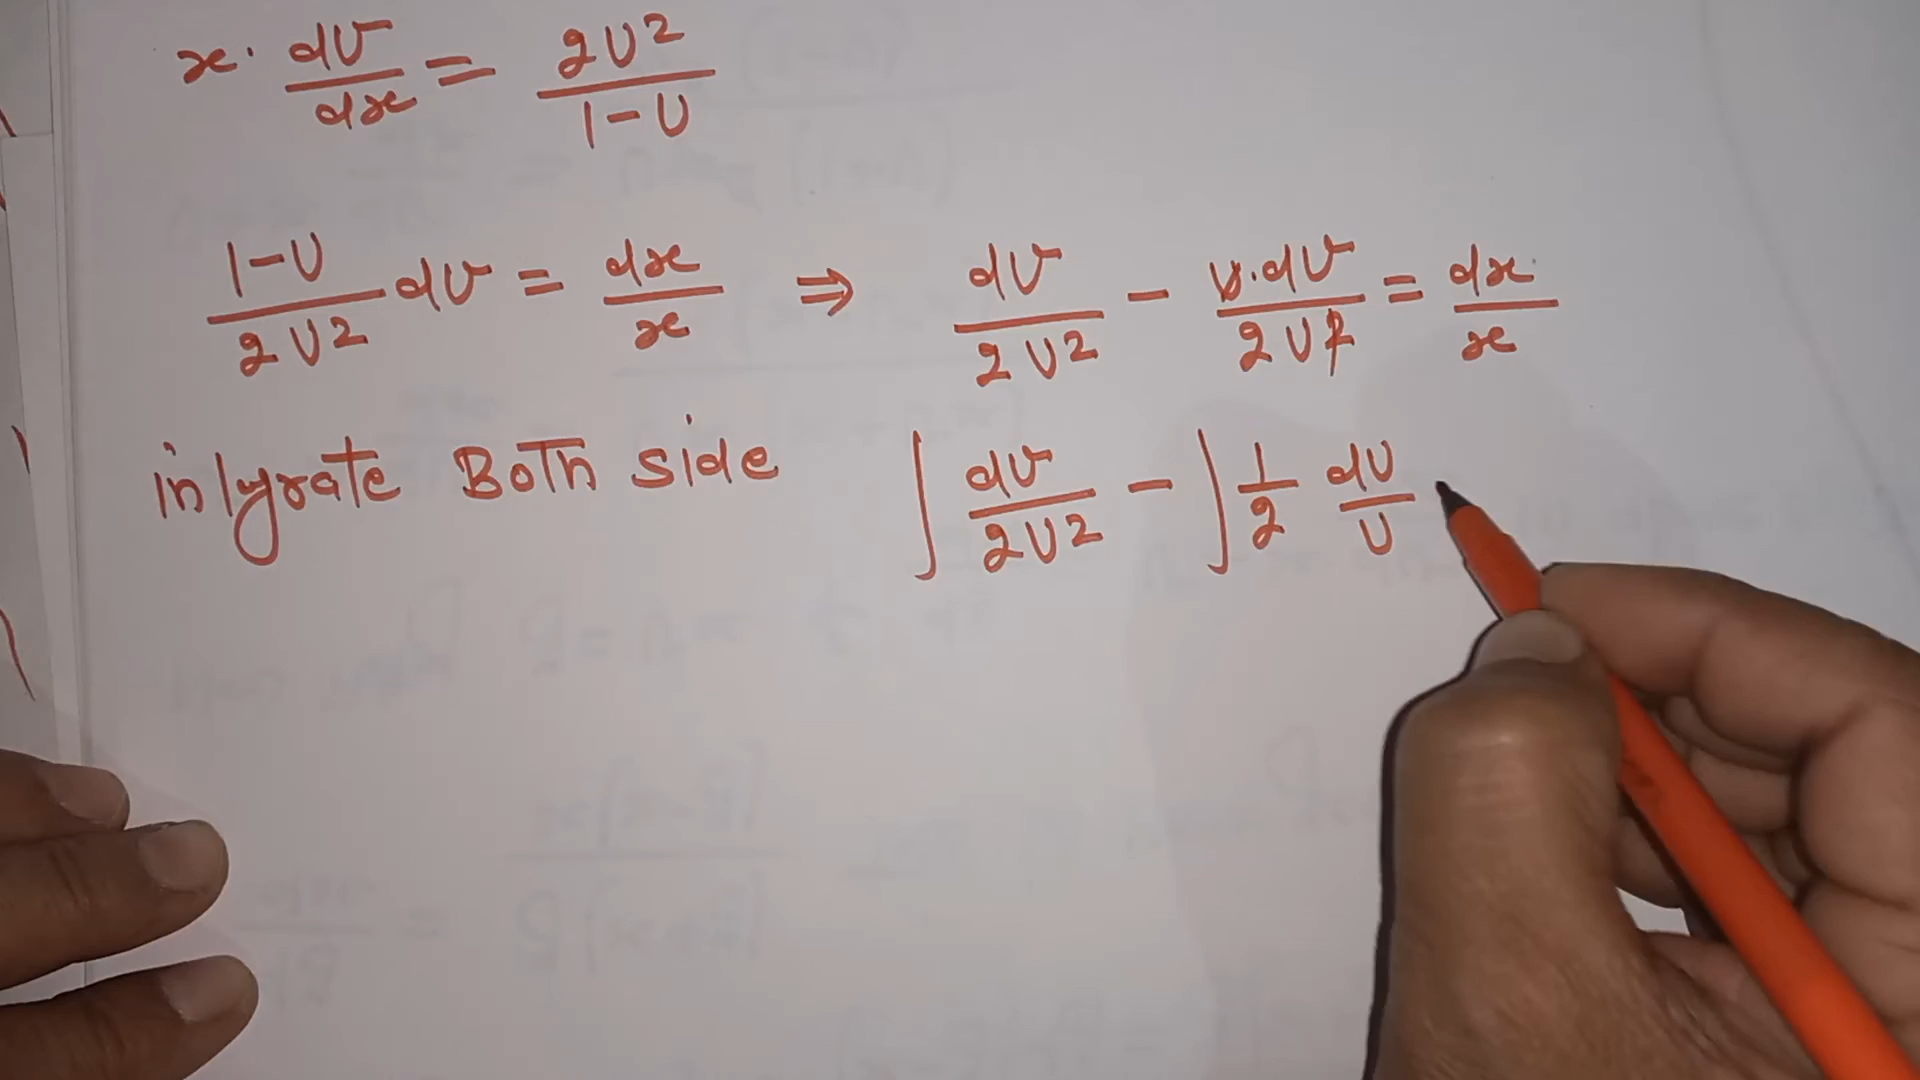 x. dv/dx = 2v²/1-v
1-v/2v² dv = dx/x ⇒ dv/2v² - v.dv/2v² = dx/x
inlyrate Both side ∫ dv/2v² - ∫ 1/2 dv/v